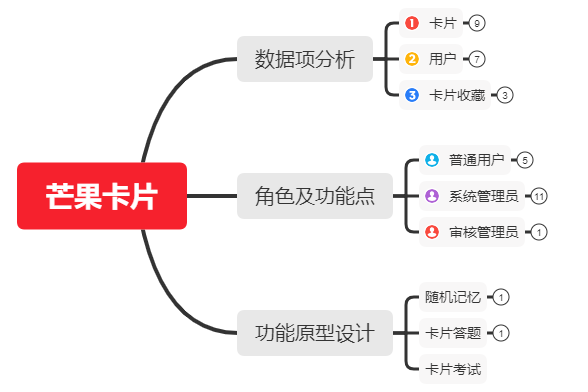 芒果卡片
数据项分析
1 卡片 9
2 用户 7
3 卡片收藏 3
角色及功能点
普通用户 5
系统管理员 11
审核管理员 1
功能原型设计
随机记忆 1
卡片答题 1
卡片考试